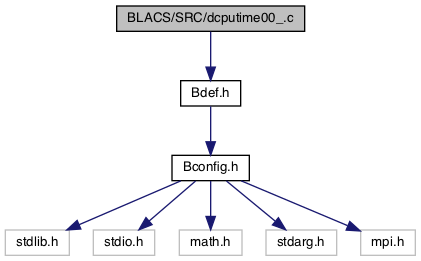 BLACS/SRC/dcputime00_.c
Bdef.h
Bconfig.h
stdlib.h
stdio.h
math.h
stdarg.h
mpi.h